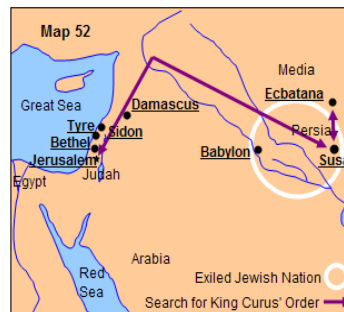 Map 52
Media
Ecbatana
Great Sea
Damascus
Tyre
Sidon
Persia
Bethel
Babylon
Susa
Jerusalem
Judah
Egypt
Arabia
Red
Sea
Exiled Jewish Nation
Search for King Curus' Order